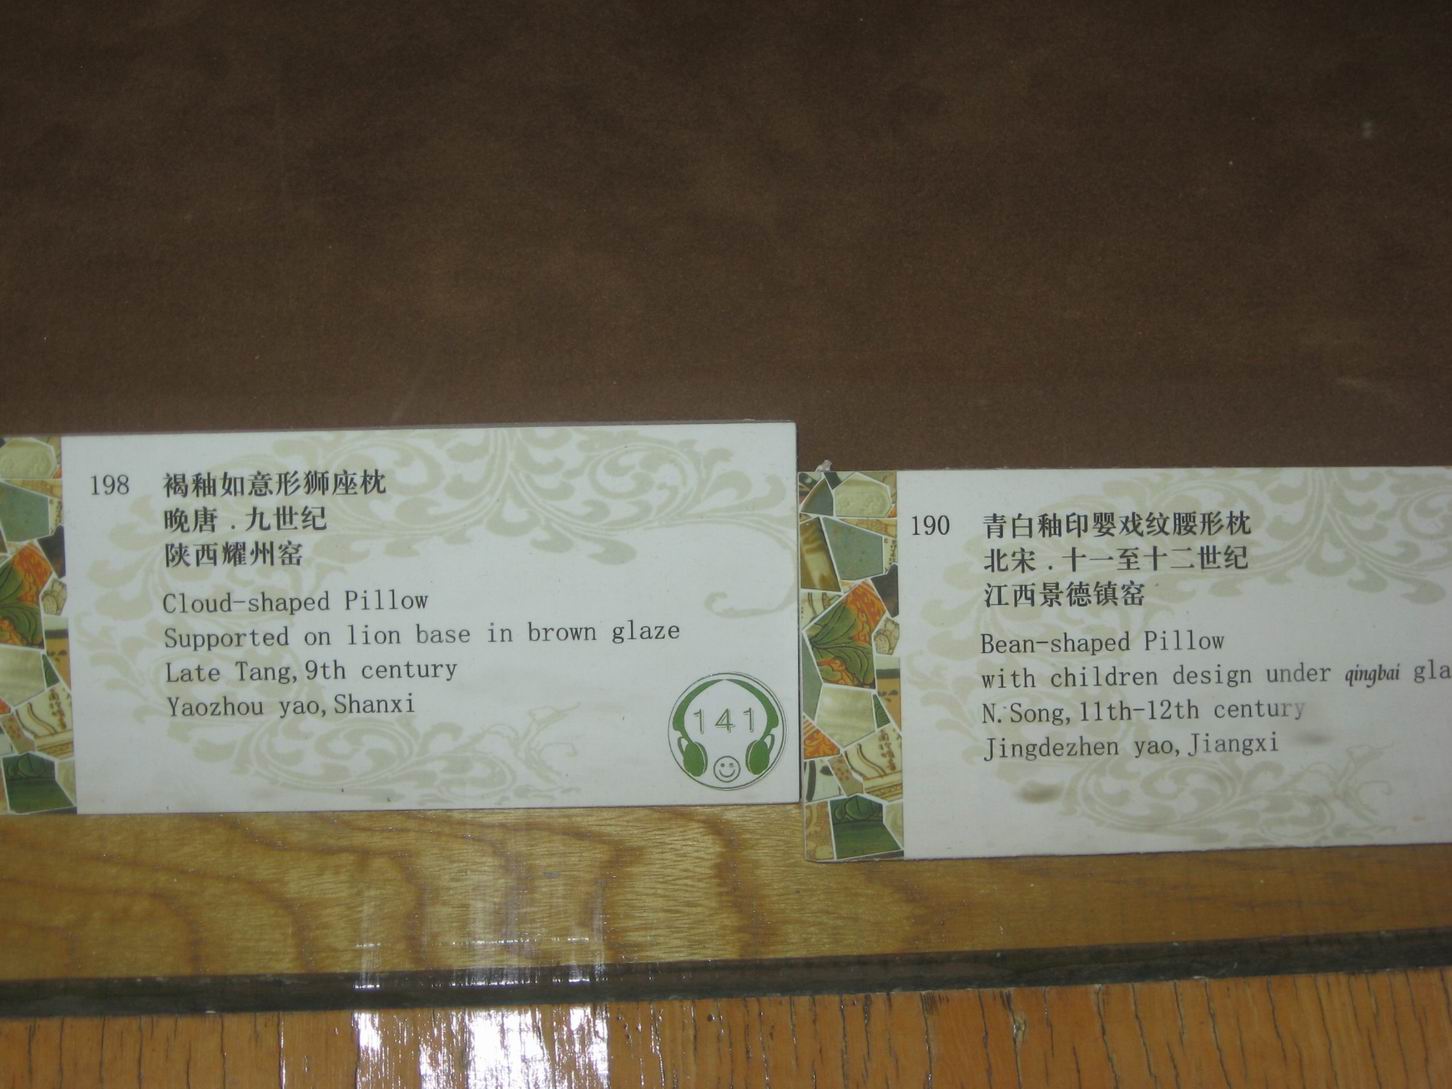 198 褐釉如意形狮座枕
晚唐．九世纪
陕西耀州窑
Cloud-shaped Pillow
Supported on lion base in brown glaze
Late Tang,9th century
Yaozhou yao,Shanxi
141
190 青白釉印婴戏纹腰形枕
北宋．十一至十二世纪
江西景德镇窑
Bean-shaped Pillow
with children design under qingbai gla
N.Song,11th-12th century
Jingdezhen yao,Jiangxi